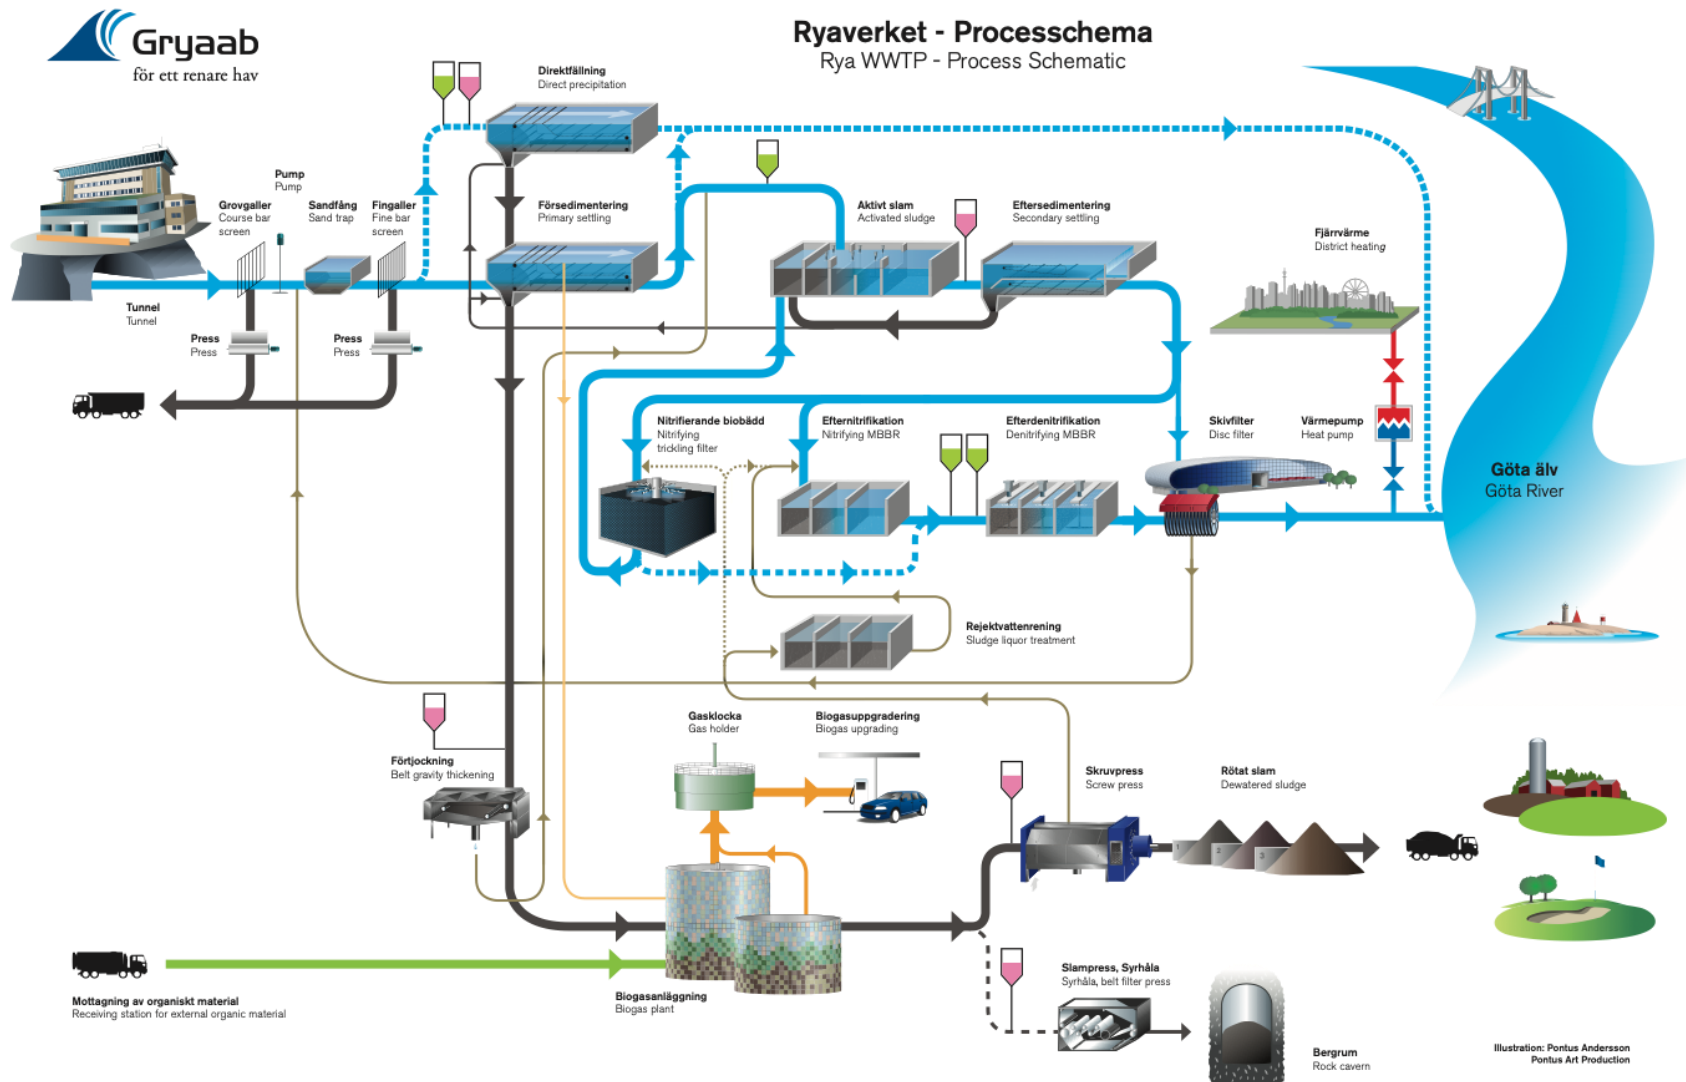 Gryaab
för ett renare hav
Ryaverket - Processchema
Rya WWTP - Process Schematic
Direktfällning
Direct precipitation
Pump
Pump
Grovgaller
Course bar
screen
Sandfång
Sand trap
Fingaller
Fine bar
screen
Försedimentering
Primary settling
Aktivt slam
Activated sludge
Eftersedimentering
Secondary settling
Fjärrvärme
District heating
Tunnel
Tunnel
Press
Press
Press
Press
Nitrifierande biobädd
Nitrifying
trickling filter
Efternitrifikation
Nitrifying MBBR
Efterdenitrifikation
Denitrifying MBBR
Skivfilter
Disc filter
Värmepump
Heat pump
Göta älv
Göta River
Rejektvattenrening
Sludge liquor treatment
Gasklocka
Gas holder
Biogasuppgradering
Biogas upgrading
Förtjockning
Belt gravity thickening
Skruvpress
Screw press
Rötat slam
Dewatered sludge
1
2
3
Slampress, Syrhåla
Syrhåla, belt filter press
Mottagning av organiskt material
Receiving station for external organic material
Biogasanläggning
Biogas plant
Bergrum
Rock cavern
Illustration: Pontus Andersson
Pontus Art Production